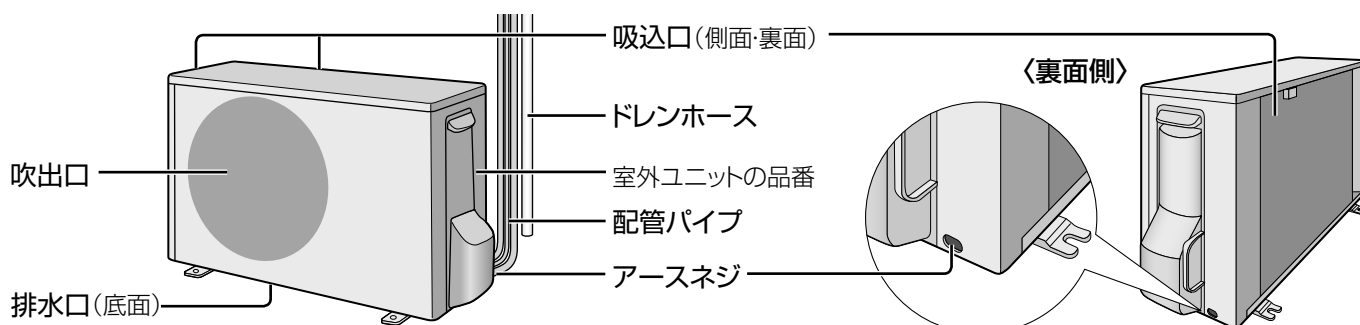 吸込口(側面·裏面)
〈裏面側〉
ドレンホース
吹出口
室外ユニットの品番
配管パイプ
アースネジ
排水口(底面)